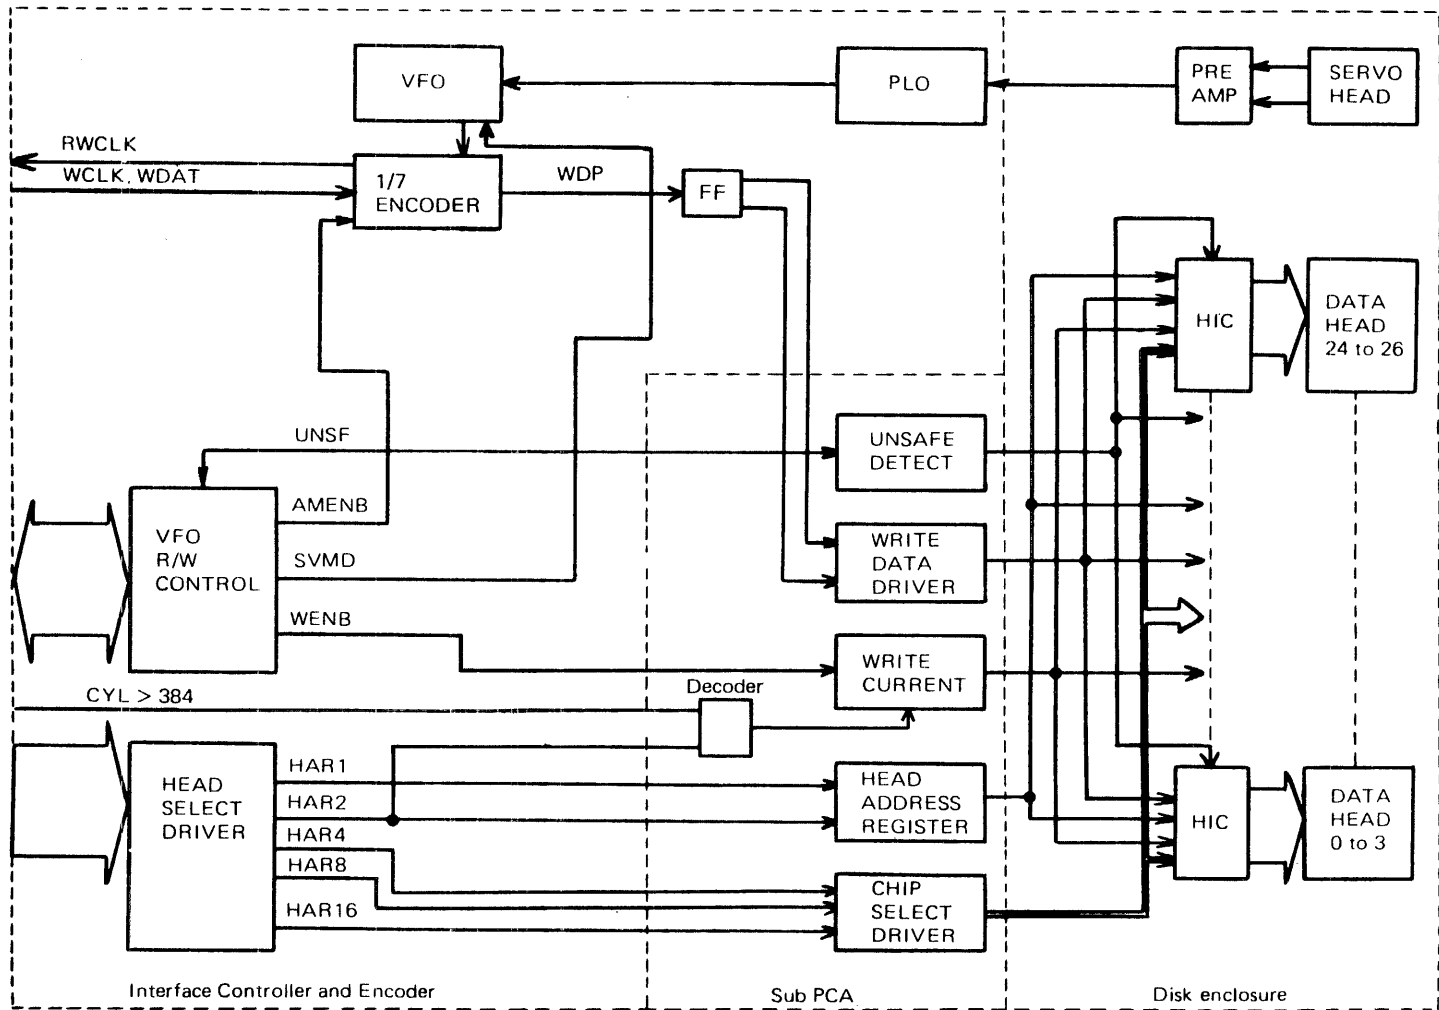 VFO
PLO
PRE
AMP
SERVO
HEAD
RWCLK
WCLK, WDAT
1/7
ENCODER
WDP
FF
HIC
DATA
HEAD
24 to 26
UNSF
UNSAFE
DETECT
AMENB
VFO
R/W
CONTROL
SVMD
WRITE
DATA
DRIVER
WENB
WRITE
CURRENT
CYL > 384
Decoder
HEAD
SELECT
DRIVER
HAR1
HAR2
HAR4
HAR8
HAR16
HEAD
ADDRESS
REGISTER
HIC
DATA
HEAD
0 to 3
CHIP
SELECT
DRIVER
Interface Controller and Encoder
Sub PCA
Disk enclosure